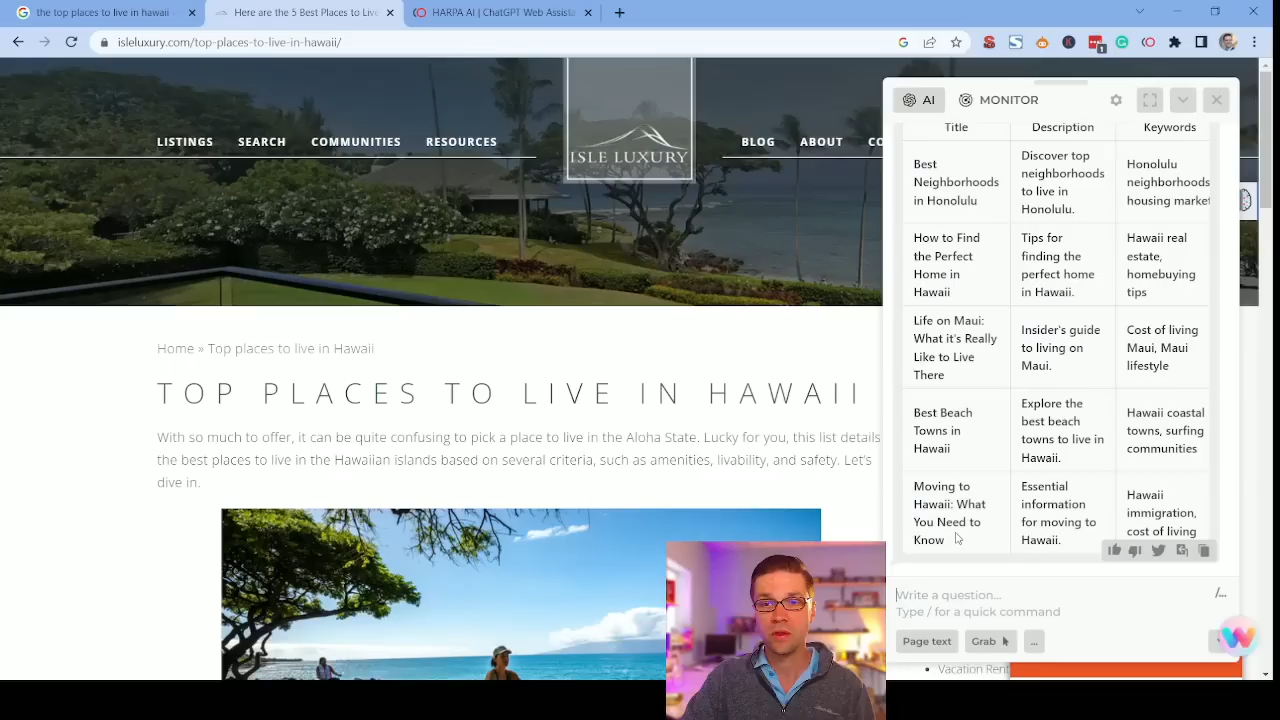 the top places to live in hawaii
Here are the 5 Best Places to Live
HARPA AI | ChatGPT Web Assista
isleluxury.com/top-places-to-live-in-hawaii/
1
LISTINGS SEARCH COMMUNITIES RESOURCES
ISLE LUXURY
BLOG ABOUT CO
Home » Top places to live in Hawaii
TOP PLACES TO LIVE IN HAWAII
With so much to offer, it can be quite confusing to pick a place to live in the Aloha State. Lucky for you, this list details
the best places to live in the Hawaiian islands based on several criteria, such as amenities, livability, and safety. Let's
dive in.
AI MONITOR
Title Description Keywords
Best
Neighborhoods
in Honolulu
Discover top
neighborhoods
to live in
Honolulu.
Honolulu
neighborhoods
housing market
How to Find
the Perfect
Home in
Hawaii
Tips for
finding the
perfect home
in Hawaii.
Hawaii real
estate,
homebuying
tips
Life on Maui:
What it's Really
Like to Live
There
Insider's guide
to living on
Maui.
Cost of living
Maui, Maui
lifestyle
Best Beach
Towns in
Hawaii
Explore the
best beach
towns to live in
Hawaii.
Hawaii coastal
towns, surfing
communities
Moving to
Hawaii: What
You Need to
Know
Essential
information
for moving to
Hawaii.
Hawaii
immigration,
cost of living
Write a question...
Type / for a quick command
/...
Page text Grab ...
Vacation Rent